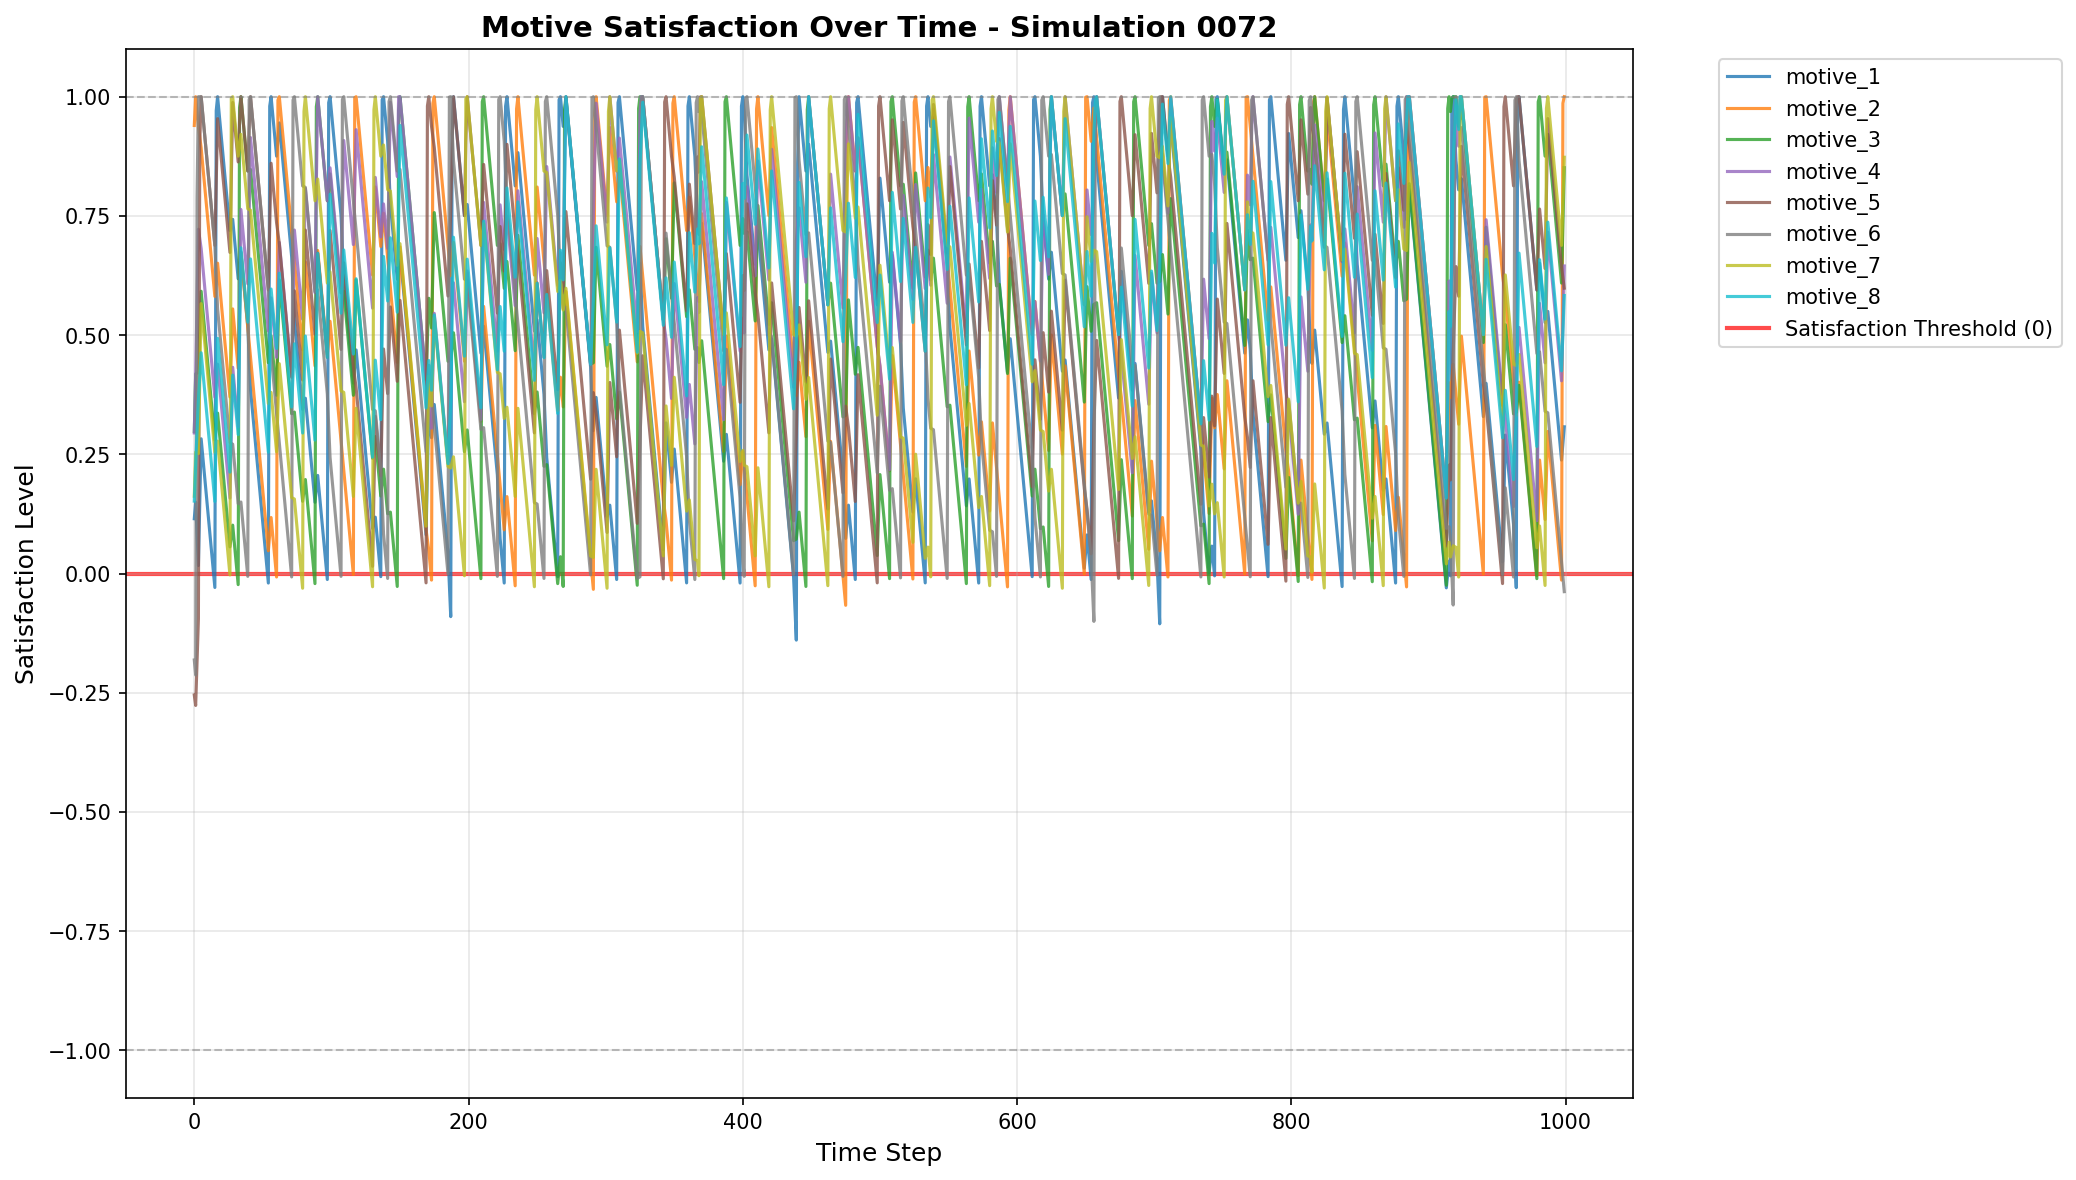 Motive Satisfaction Over Time - Simulation 0072
1.00
0.75
0.50
0.25
0.00
−0.25
−0.50
−0.75
−1.00
Satisfaction Level
0
200
400
600
800
1000
Time Step
motive_1
motive_2
motive_3
motive_4
motive_5
motive_6
motive_7
motive_8
Satisfaction Threshold (0)